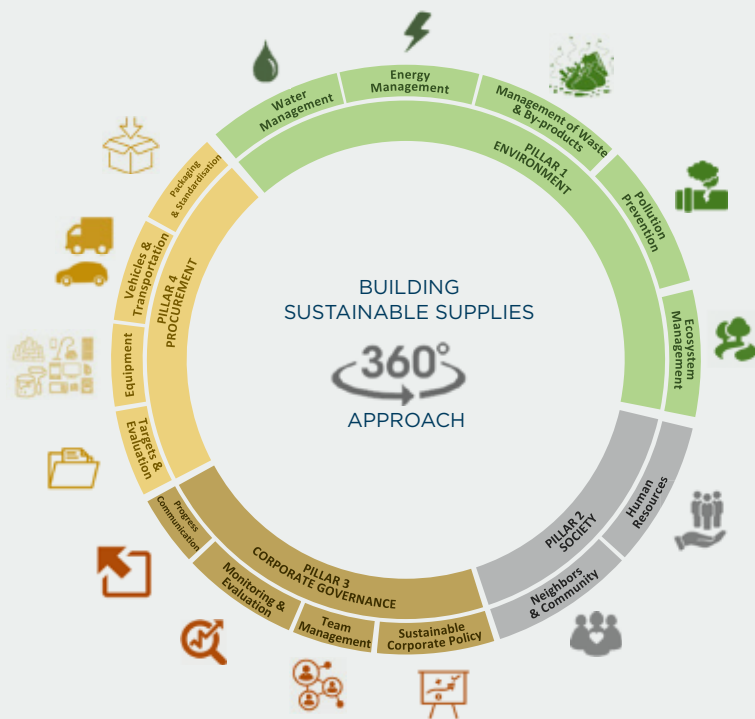 BUILDING
SUSTAINABLE SUPPLIES
360°
APPROACH
PILLAR 1
ENVIRONMENT
Water
Management
Energy
Management
Management of Waste
& By-products
Pollution
Prevention
Ecosystem
Management
PILLAR 2
SOCIETY
Human
Resources
Neighbors
& Community
PILLAR 3
CORPORATE GOVERNANCE
Sustainable
Corporate Policy
Team
Management
Monitoring &
Evaluation
Progress
Communication
PILLAR 4
PROCUREMENT
Targets &
Evaluation
Equipment
Vehicles &
Transportation
Packaging
& Standardisation